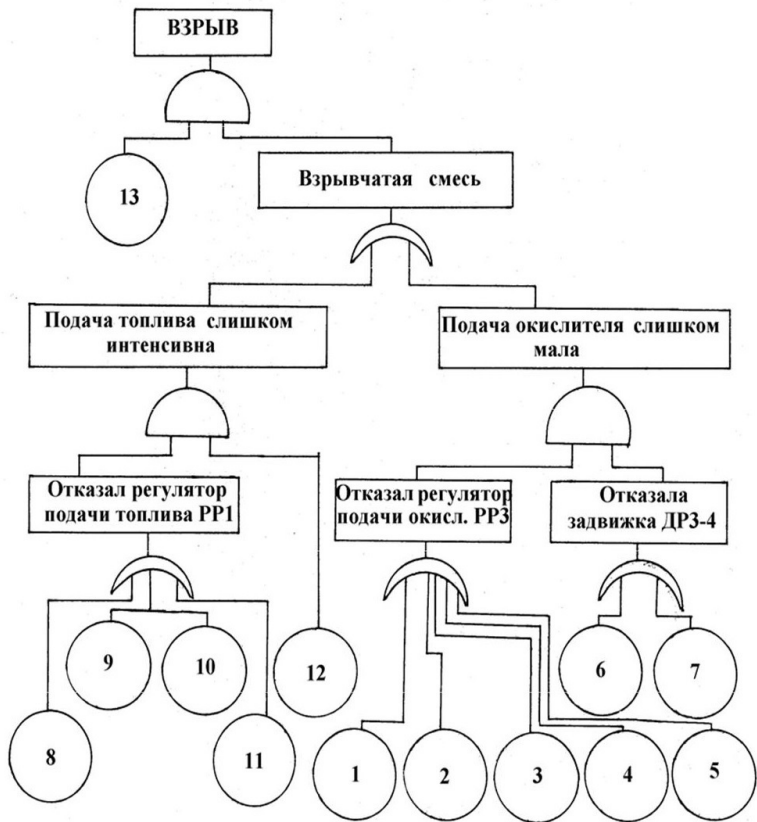 ВЗРЫВ
13
Взрывчатая смесь
Подача топлива слишком
интенсивна
Подача окислителя слишком
мала
Отказал регулятор
подачи топлива РР1
Отказал регулятор
подачи окисл. РР3
Отказала
задвижка ДР3-4
9
10
12
6
7
8
11
1
2
3
4
5